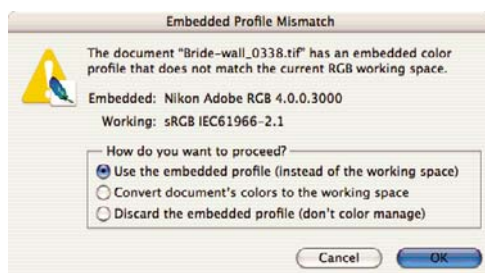 Embedded Profile Mismatch
The document "Bride-wall_0338.tif" has an embedded color
profile that does not match the current RGB working space.
Embedded: Nikon Adobe RGB 4.0.0.3000
Working: sRGB IEC61966-2.1
How do you want to proceed?
Use the embedded profile (instead of the working space)
Convert document's colors to the working space
Discard the embedded profile (don't color manage)
Cancel OK